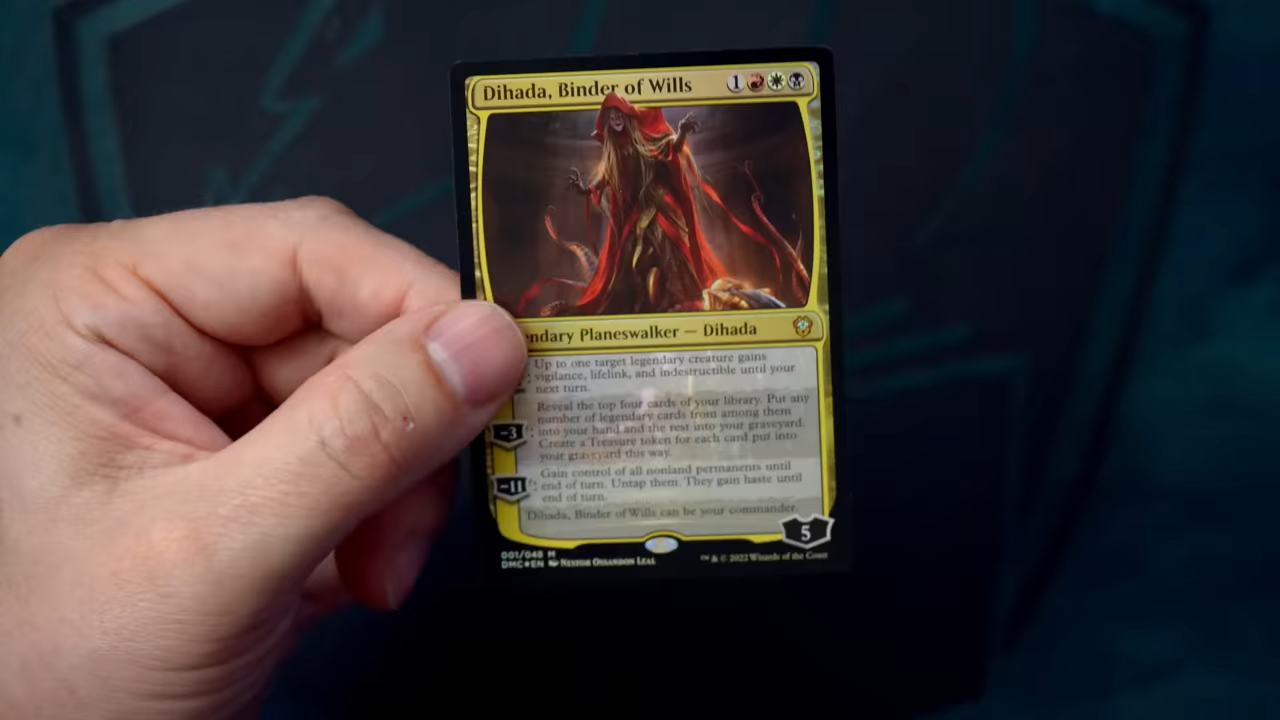 Dihada, Binder of Wills 1
endary Planeswalker — Dihada
: Up to one target legendary creature gains
vigilance, lifelink, and indestructible until your
next turn.
Reveal the top four cards of your library. Put any
number of legendary cards from among them
-3 : into your hand and the rest into your graveyard.
Create a Treasure token for each card put into
your graveyard this way.
Gain control of all nonland permanents until
-11 : end of turn. Untap them. They gain haste until
end of turn.
Dihada, Binder of Wills can be your commander.
5
001/048 M
DMC★EN Nestor Ossandon Leal
™ & © 2022 Wizards of the Coast